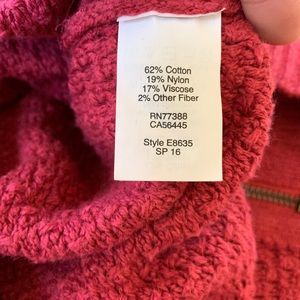 62% Cotton
19% Nylon
17% Viscose
2% Other Fiber
RN77388
CA56445
Style E8635
SP 16